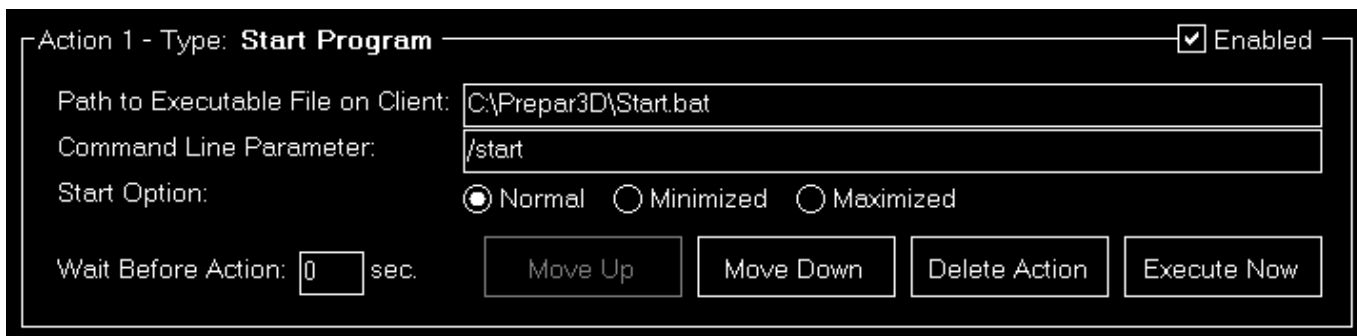 Action 1 - Type: Start Program Enabled
Path to Executable File on Client: C:\Prepar3D\Start.bat
Command Line Parameter: /start
Start Option: Normal Minimized Maximized
Wait Before Action: 0 sec. Move Up Move Down Delete Action Execute Now